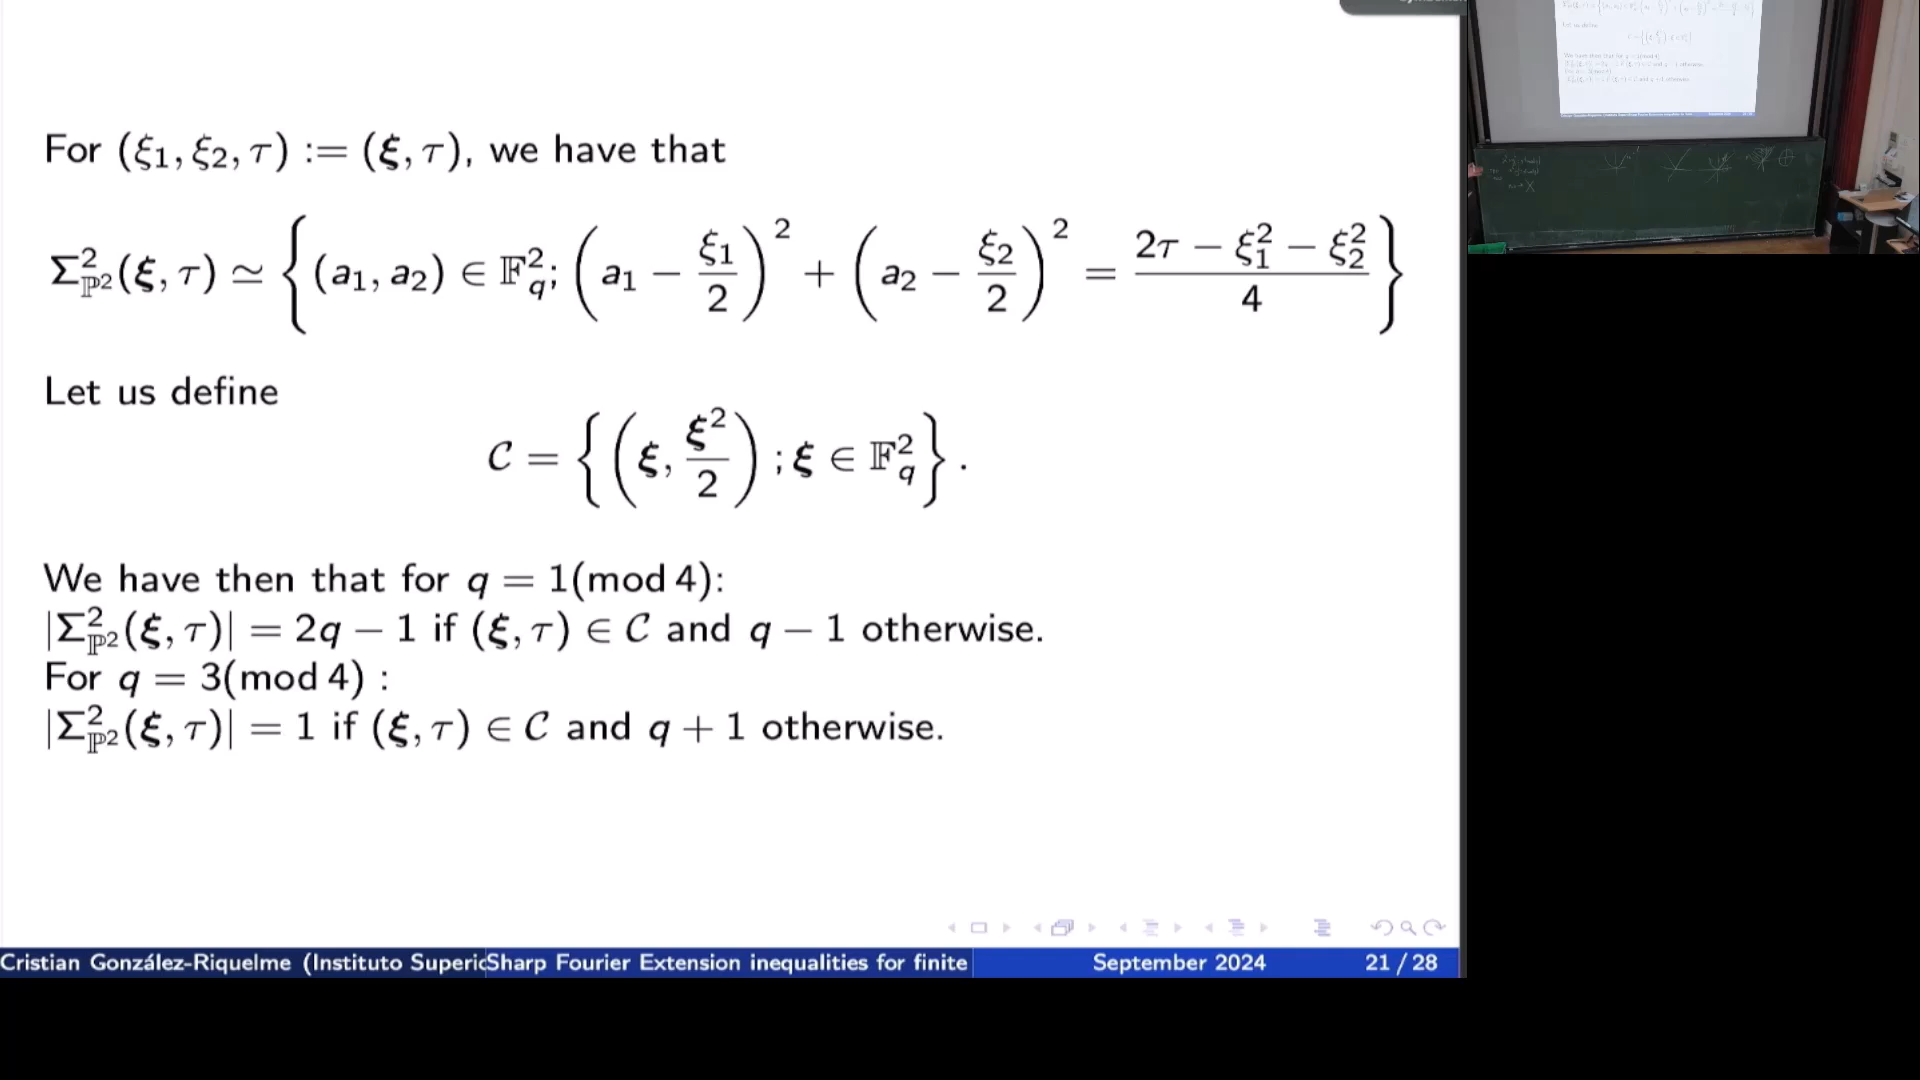 For (ξ₁, ξ₂, τ) := (ξ, τ), we have that
Σ²_{ℙ²}(ξ, τ) ≃ { (a₁, a₂) ∈ 𝔽_q²; (a₁ − ξ₁/2)² + (a₂ − ξ₂/2)² = (2τ − ξ₁² − ξ₂²)/4 }
Let us define
𝒞 = { (ξ, ξ²/2) ; ξ ∈ 𝔽_q² } .
We have then that for q = 1(mod 4):
|Σ²_{ℙ²}(ξ, τ)| = 2q − 1 if (ξ, τ) ∈ 𝒞 and q − 1 otherwise.
For q = 3(mod 4) :
|Σ²_{ℙ²}(ξ, τ)| = 1 if (ξ, τ) ∈ 𝒞 and q + 1 otherwise.
Cristian González-Riquelme (Instituto Superic Sharp Fourier Extension inequalities for finite September 2024 21 / 28